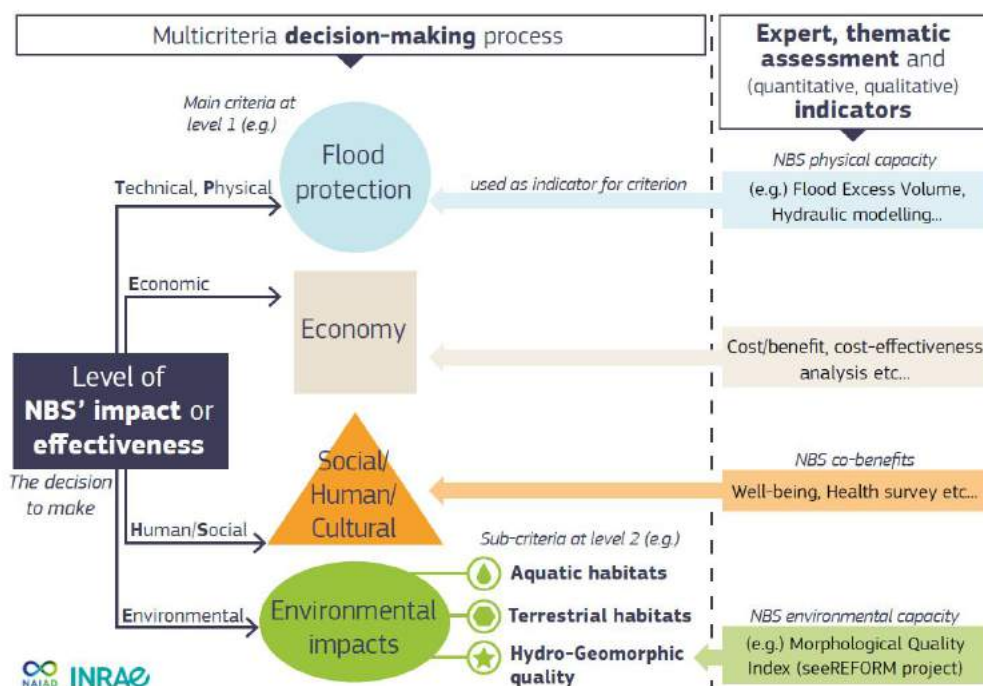 Multicriteria decision-making process
Expert, thematic
assessment and
(quantitative, qualitative)
indicators
Main criteria at
level 1 (e.g.)
Flood
protection
Technical, Physical
used as indicator for criterion
NBS physical capacity
(e.g.) Flood Excess Volume,
Hydraulic modelling...
Economic
Economy
Cost/benefit, cost-effectiveness
analysis etc...
Level of
NBS' impact or
effectiveness
The decision
to make
Social/
Human/
Cultural
NBS co-benefits
Well-being, Health survey etc...
Human/Social
Sub-criteria at level 2 (e.g.)
Aquatic habitats
Environmental
Environmental
impacts
Terrestrial habitats
Hydro-Geomorphic
quality
NBS environmental capacity
(e.g.) Morphological Quality
Index (seeREFORM project)
NAIAD
INRAE